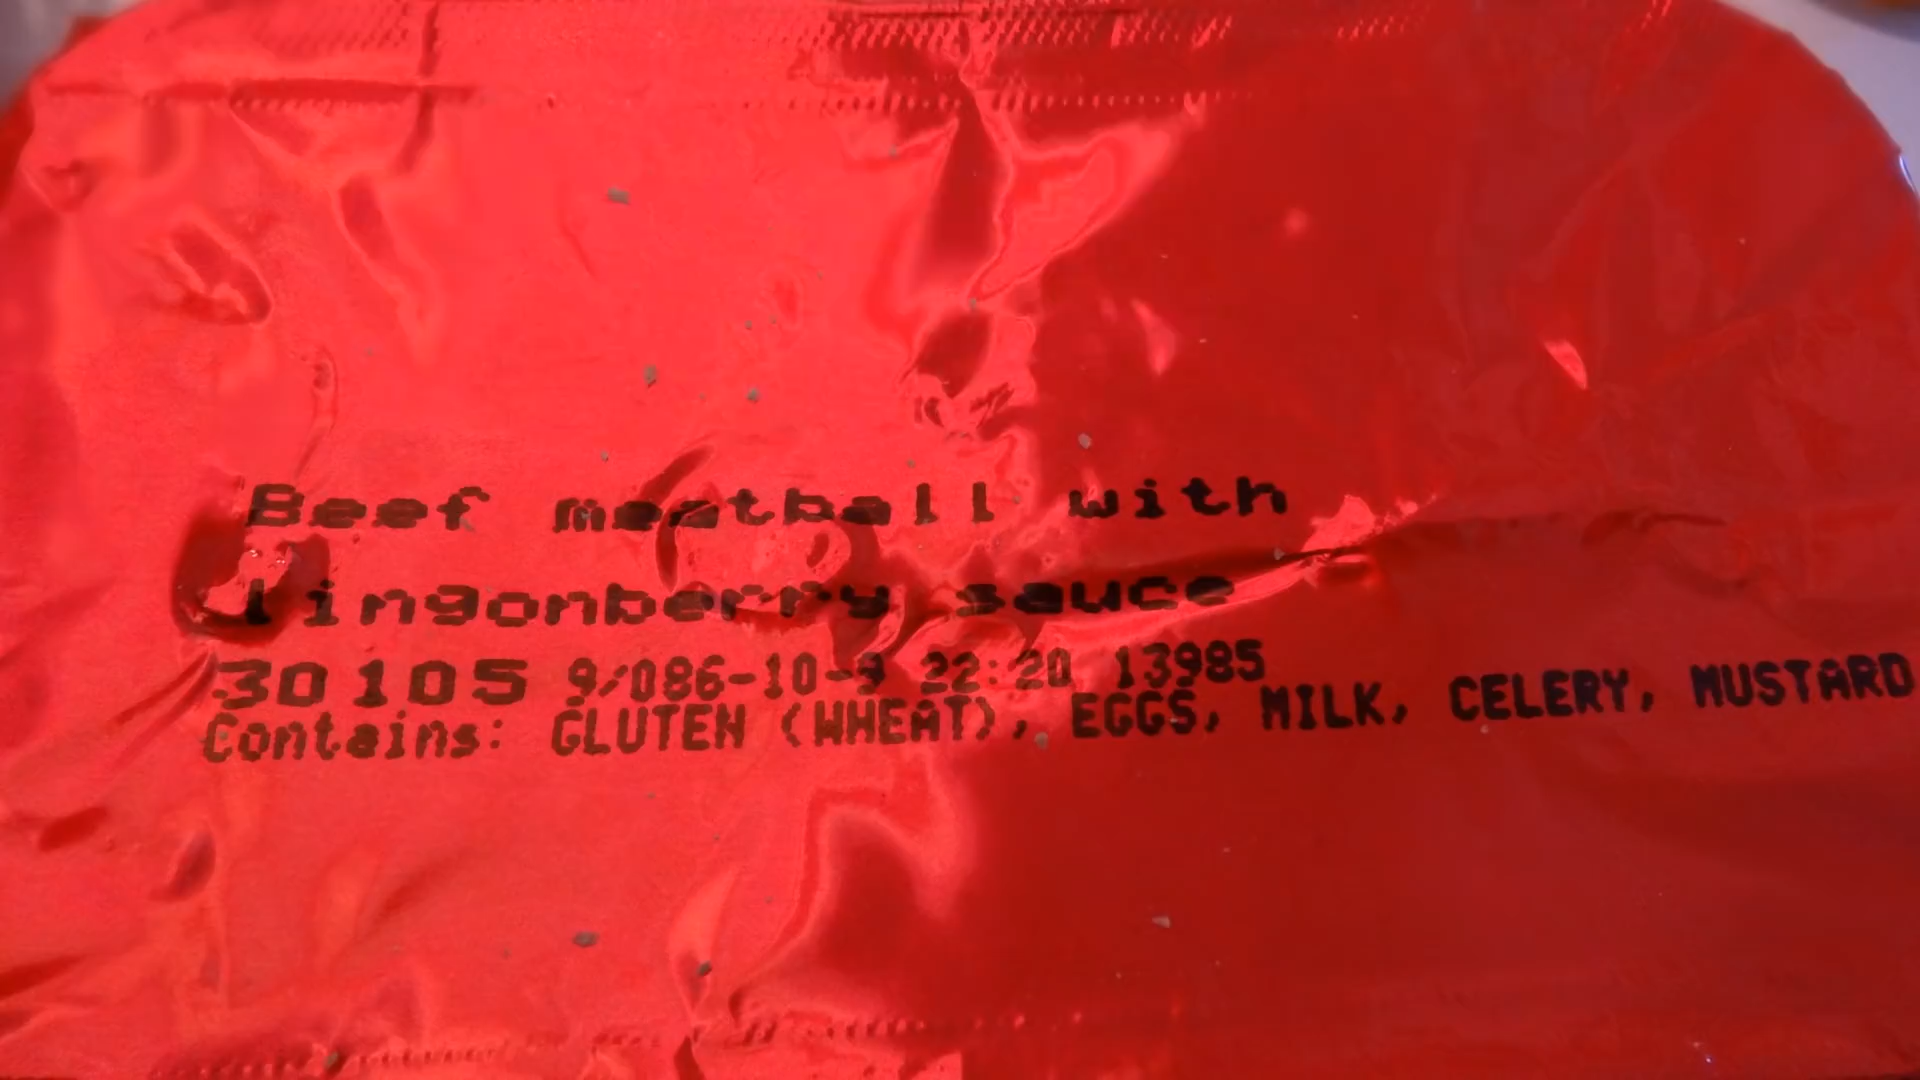 Beef meatball with
lingonberry sauce
30105 9/086-10-9 22:20 13985
Contains: GLUTEN (WHEAT), EGGS, MILK, CELERY, MUSTARD